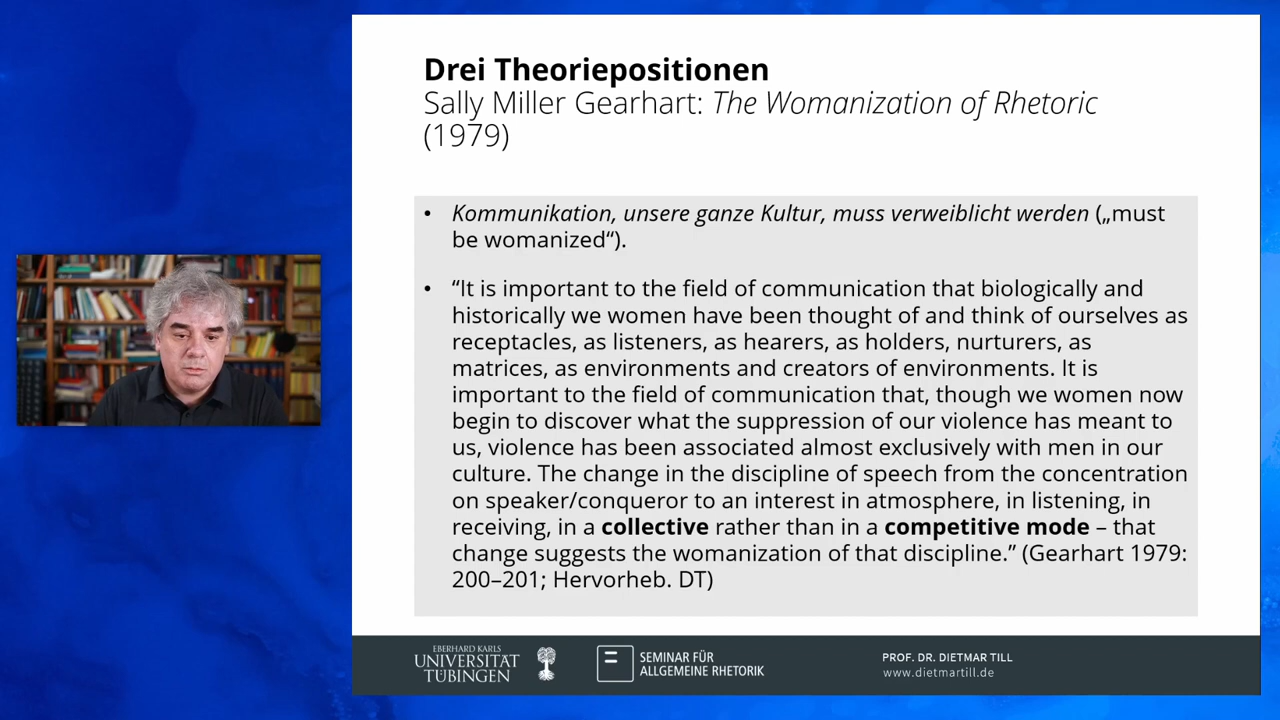 Drei Theoriepositionen
Sally Miller Gearhart: The Womanization of Rhetoric
(1979)
• Kommunikation, unsere ganze Kultur, muss verweiblicht werden („must
be womanized“).
• “It is important to the field of communication that biologically and
historically we women have been thought of and think of ourselves as
receptacles, as listeners, as hearers, as holders, nurturers, as
matrices, as environments and creators of environments. It is
important to the field of communication that, though we women now
begin to discover what the suppression of our violence has meant to
us, violence has been associated almost exclusively with men in our
culture. The change in the discipline of speech from the concentration
on speaker/conqueror to an interest in atmosphere, in listening, in
receiving, in a collective rather than in a competitive mode – that
change suggests the womanization of that discipline.” (Gearhart 1979:
200–201; Hervorheb. DT)
EBERHARD KARLS
UNIVERSITÄT
TÜBINGEN
SEMINAR FÜR
ALLGEMEINE RHETORIK
PROF. DR. DIETMAR TILL
www.dietmartill.de